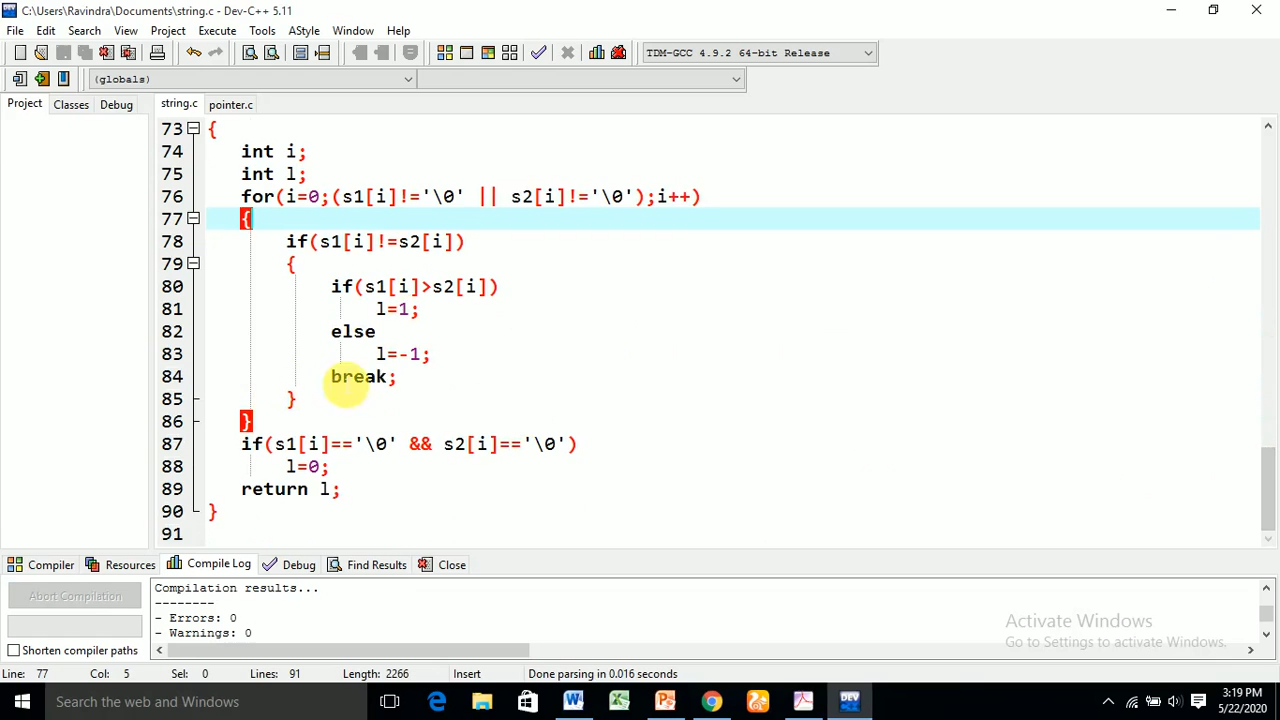 C:\Users\Ravindra\Documents\string.c - Dev-C++ 5.11
File Edit Search View Project Execute Tools AStyle Window Help
TDM-GCC 4.9.2 64-bit Release
(globals)
Project Classes Debug string.c pointer.c
73 {
74 int i;
75 int l;
76 for(i=0;(s1[i]!='\0' || s2[i]!='\0');i++)
77 {
78 if(s1[i]!=s2[i])
79 {
80 if(s1[i]>s2[i])
81 l=1;
82 else
83 l=-1;
84 break;
85 }
86 }
87 if(s1[i]=='\0' && s2[i]=='\0')
88 l=0;
89 return l;
90 }
91
Compiler Resources Compile Log Debug Find Results Close
Abort Compilation
Shorten compiler paths
Compilation results...
--------
- Errors: 0
- Warnings: 0
Activate Windows
Go to Settings to activate Windows.
Line: 77 Col: 5 Sel: 0 Lines: 91 Length: 2266 Insert Done parsing in 0.016 seconds
Search the web and Windows
DEV
3:19 PM
5/22/2020